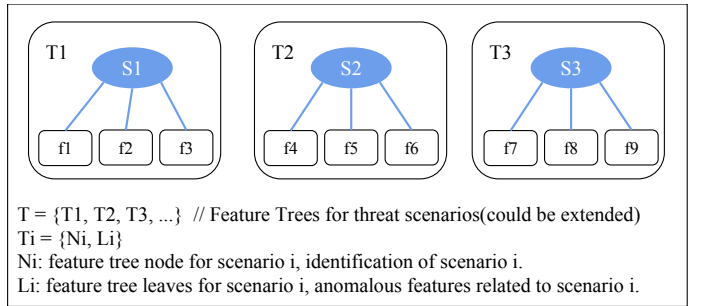 T1
S1
f1 f2 f3
T2
S2
f4 f5 f6
T3
S3
f7 f8 f9
T = {T1, T2, T3, ...} // Feature Trees for threat scenarios(could be extended)
Ti = {Ni, Li}
Ni: feature tree node for scenario i, identification of scenario i.
Li: feature tree leaves for scenario i, anomalous features related to scenario i.